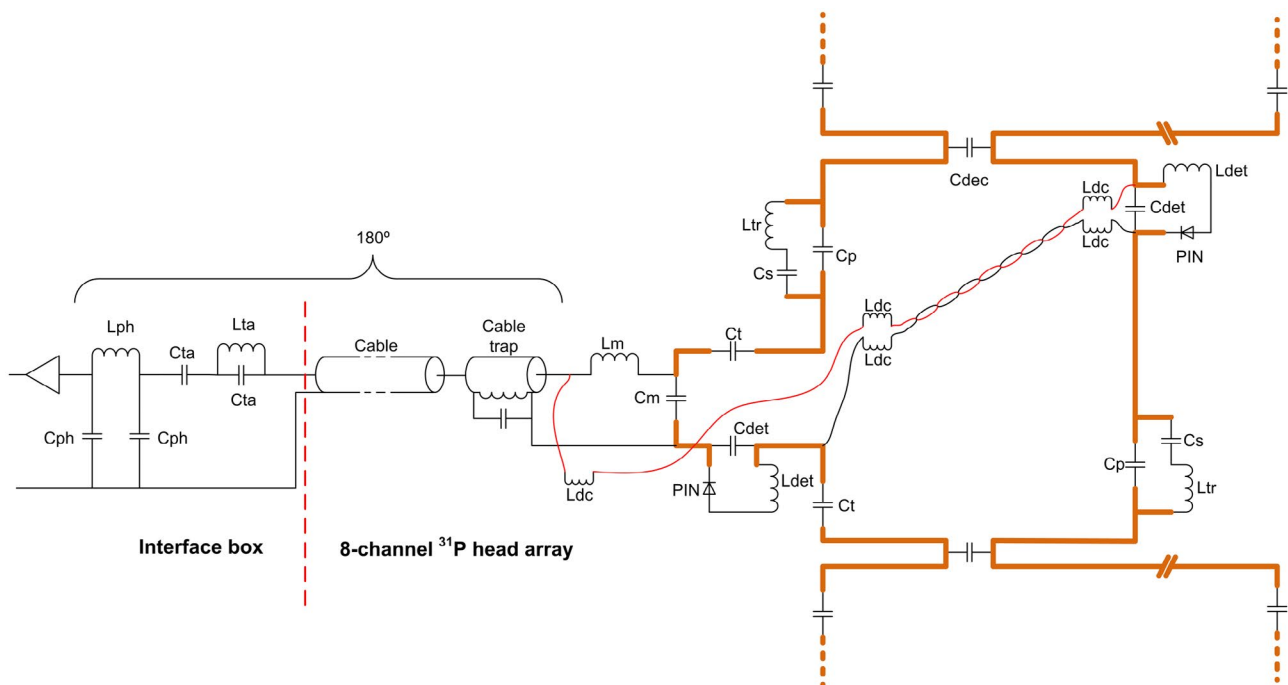 Ldet
Ldc
Cdec
Cdet
Ldc
PIN
Ltr
Cp
Cs
180º
Ldc
Lph
Lta
Cable
trap
Ct
Cta
Cable
Lm
Ldc
Cta
Cm
Cph
Cph
Cdet
Cs
Cp
Ldc
PIN
Ldet
Ltr
Ct
Interface box
8-channel ³¹P head array